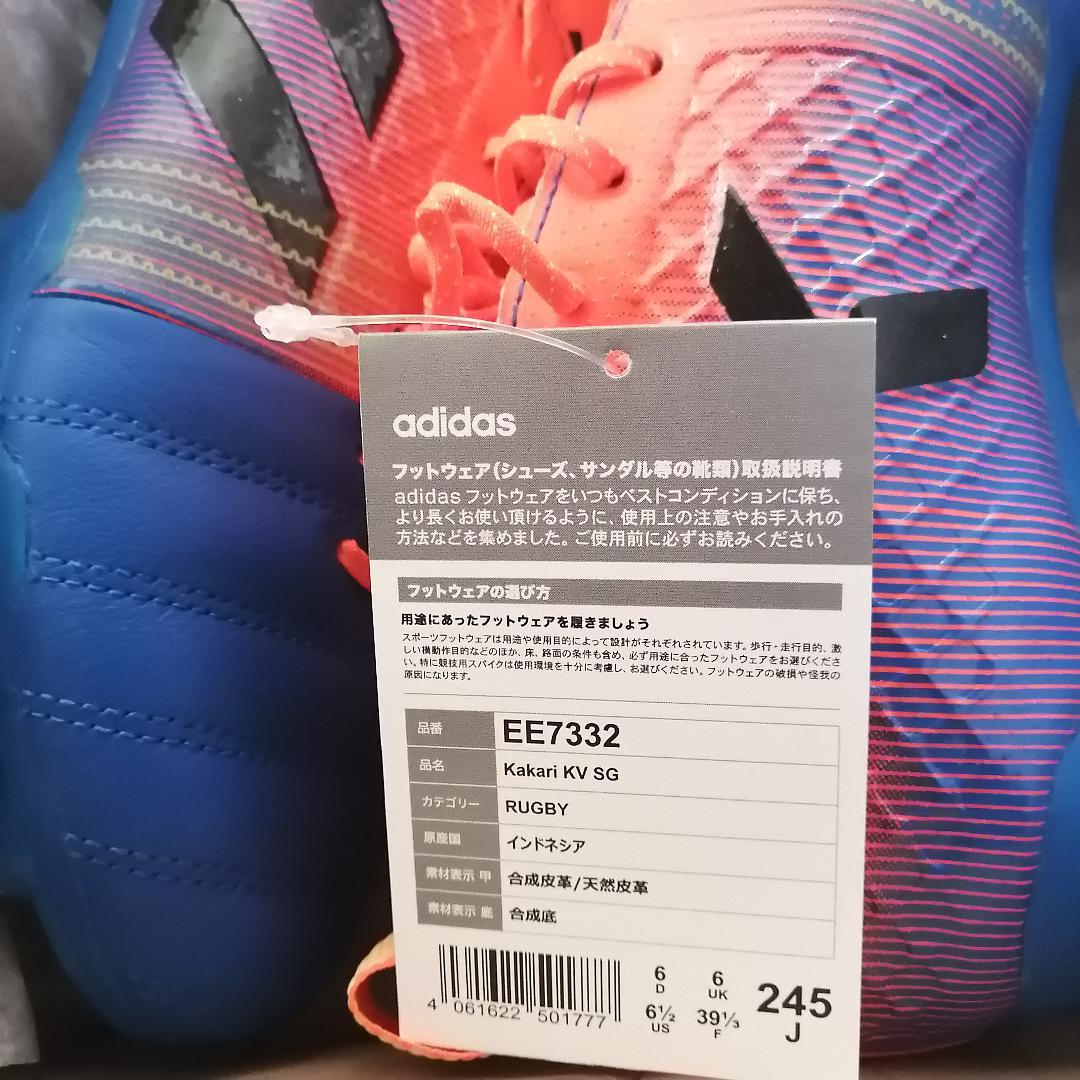 adidas
フットウェア(シューズ、サンダル等の靴類)取扱説明書
adidas フットウェアをいつもベストコンディションに保ち、
より長くお使い頂けるように、使用上の注意やお手入れの
方法などを集めました。ご使用前に必ずお読みください。
フットウェアの選び方
用途にあったフットウェアを履きましょう
スポーツフットウェアは用途や使用目的によって設計がそれぞれされています。歩行・走行目的、激
しい横動作目的などのほか、床、路面の条件も含め、必ず用途に合ったフットウェアをお選びくださ
い。特に競技用スパイクは使用環境を十分に考慮し、お選びください。フットウェアの破損や怪我の
原因になります。
品番 EE7332
品名 Kakari KV SG
カテゴリー RUGBY
原産国 インドネシア
素材表示 甲 合成皮革/天然皮革
素材表示 底 合成底
6 6
D UK
6½ 39⅓ 245
US F J
4 061622 501777